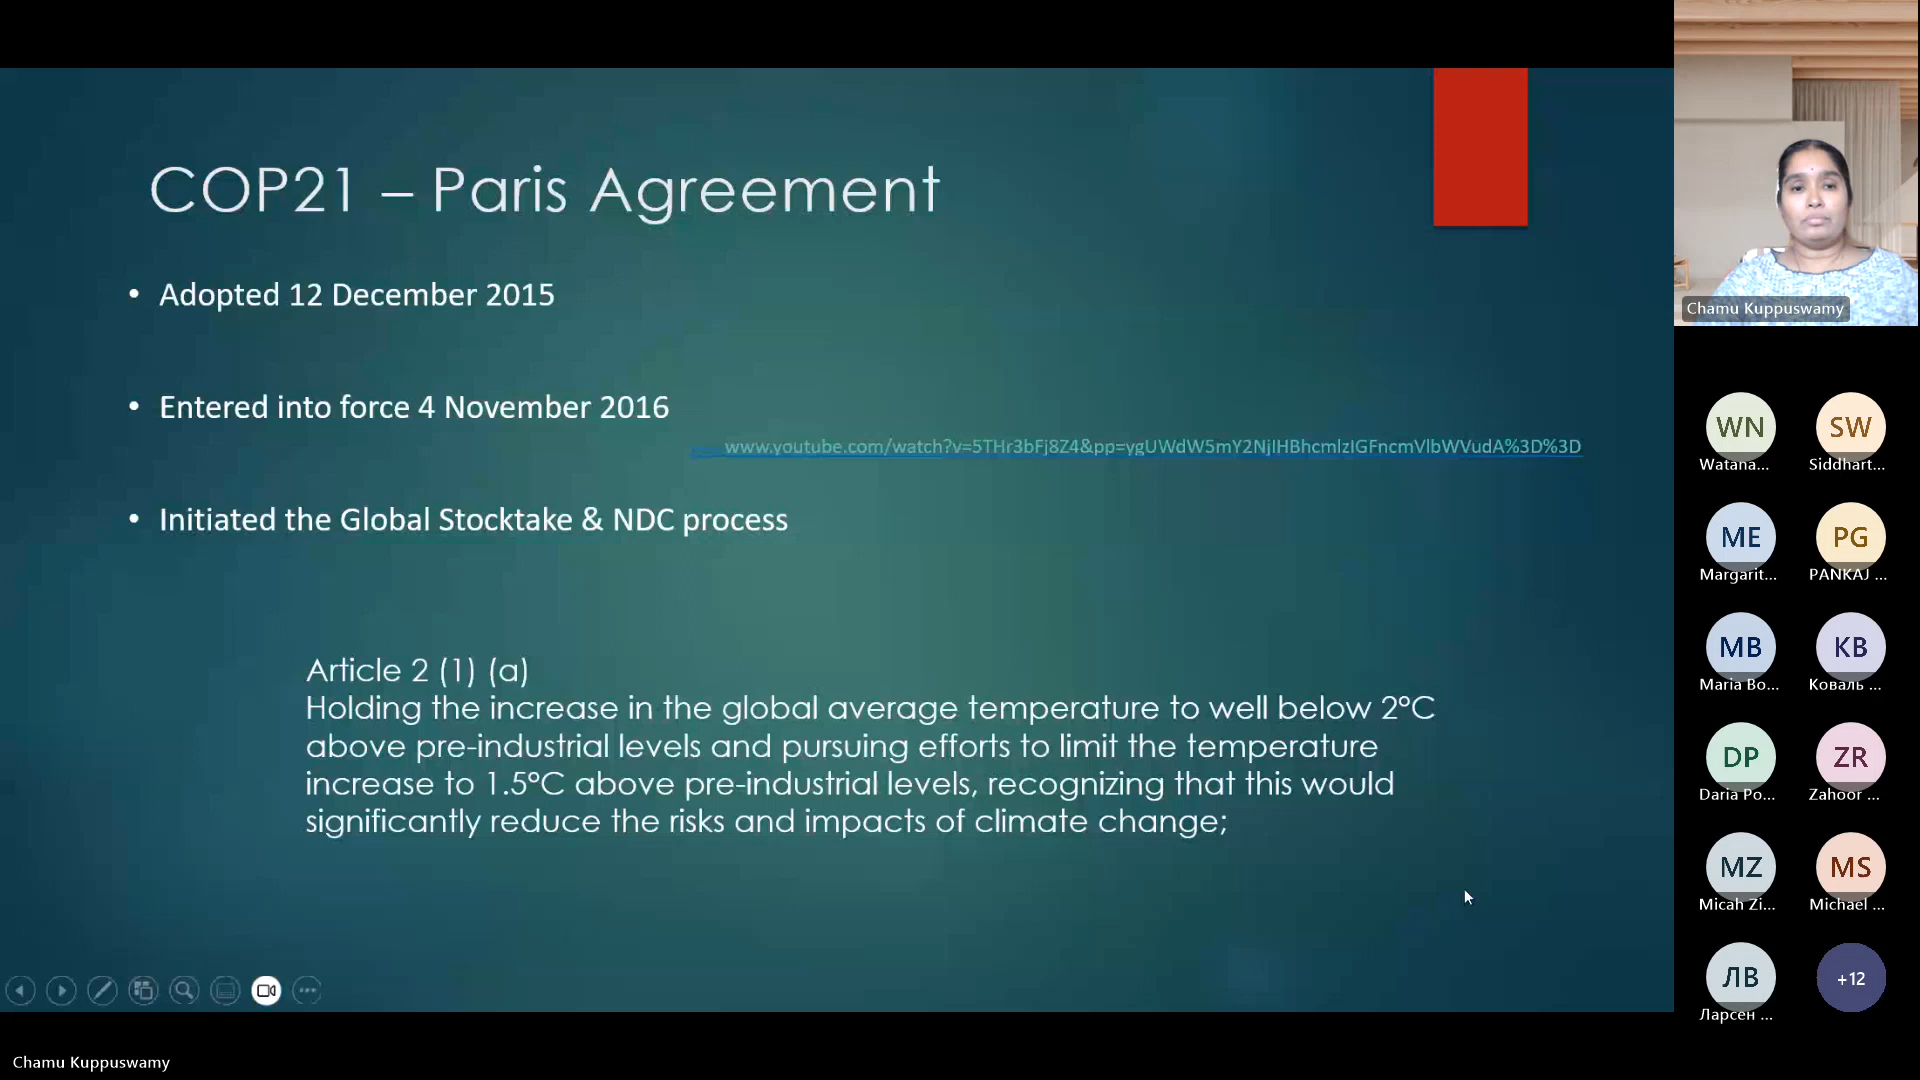 COP21 – Paris Agreement
• Adopted 12 December 2015
• Entered into force 4 November 2016
www.youtube.com/watch?v=5THr3bFj8Z4&pp=ygUWdW5mY2NjIHBhcmlzIGFncmVlbWVudA%3D%3D
• Initiated the Global Stocktake & NDC process
Article 2 (1) (a)
Holding the increase in the global average temperature to well below 2°C
above pre-industrial levels and pursuing efforts to limit the temperature
increase to 1.5°C above pre-industrial levels, recognizing that this would
significantly reduce the risks and impacts of climate change;
Chamu Kuppuswamy
WN
Watana...
SW
Siddhart...
ME
Margarit...
PG
PANKAJ ...
MB
Maria Bo...
КВ
Коваль ...
DP
Daria Po...
ZR
Zahoor ...
MZ
Micah Zi...
MS
Michael ...
ЛВ
Ларсен ...
+12
Chamu Kuppuswamy